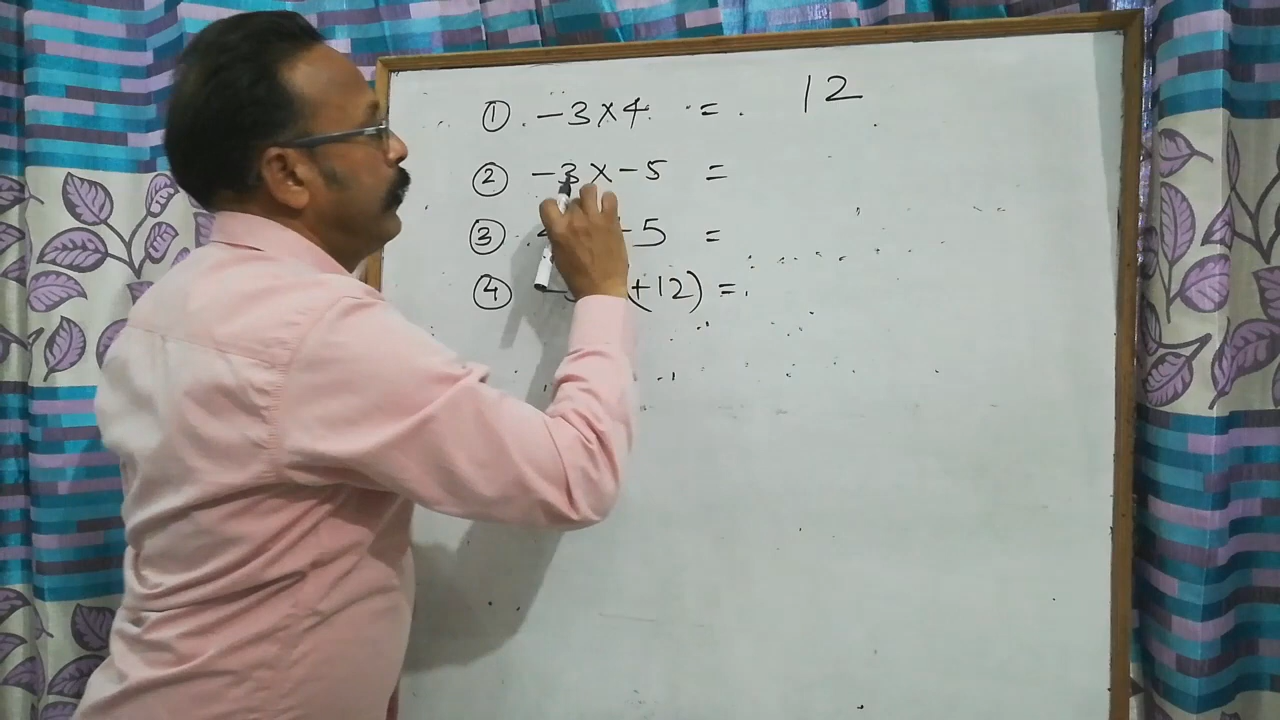 ① -3×4 = 12
② -3×-5 =
③ -5 =
④ (+12) =